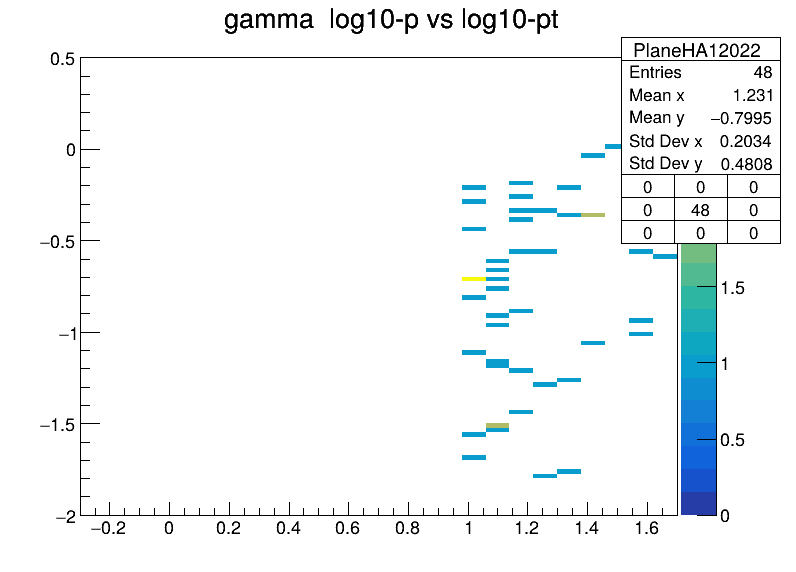 gamma  log10-p vs log10-pt
PlaneHA12022
Entries 48
Mean x 1.231
Mean y −0.7995
Std Dev x 0.2034
Std Dev y 0.4808
0 0 0
0 48 0
0 0 0
0.5
0
−0.5
−1
−1.5
−2
−0.2 0 0.2 0.4 0.6 0.8 1 1.2 1.4 1.6
1.5
1
0.5
0